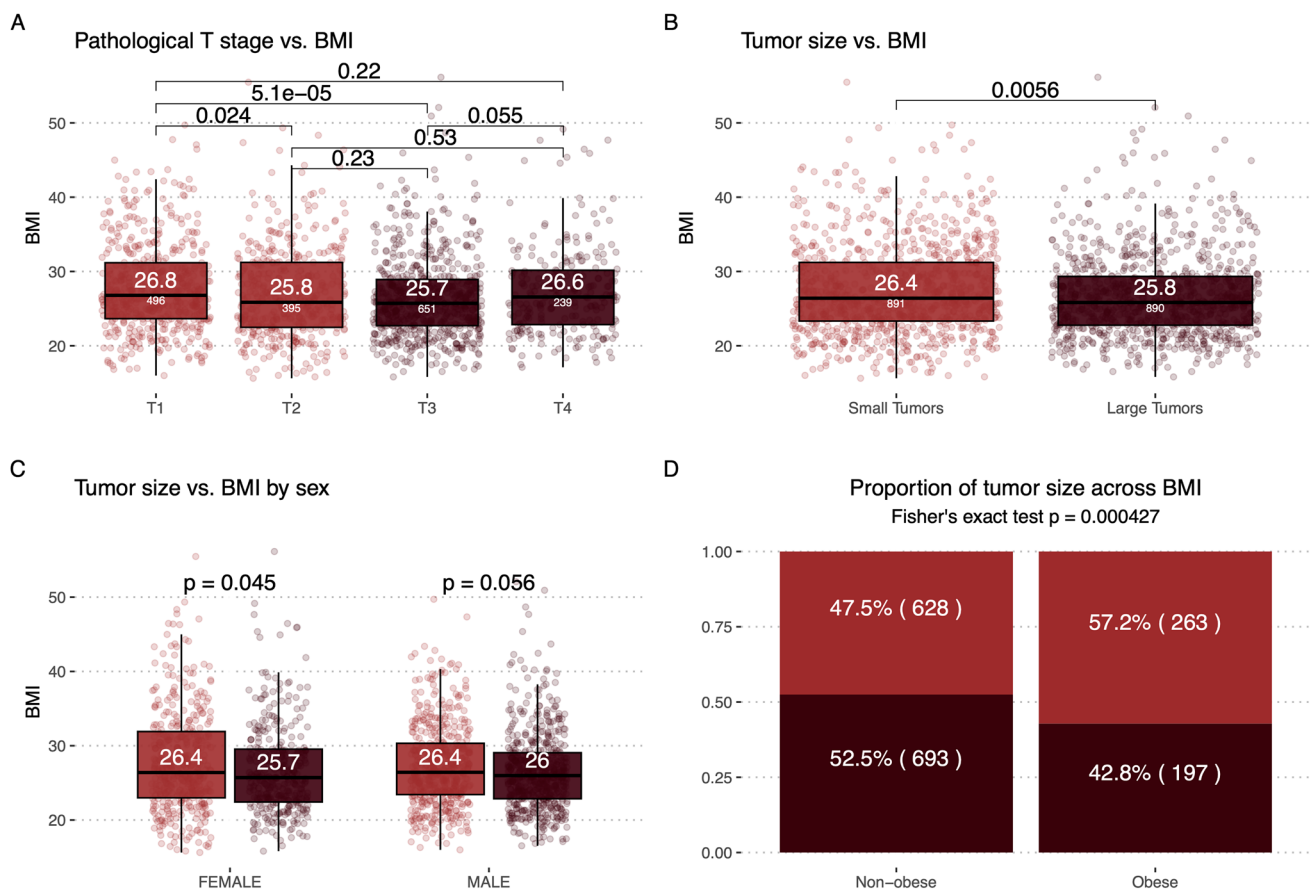 A
Pathological T stage vs. BMI
0.22
5.1e−05
0.024
0.055
0.53
0.23
50
40
30
20
BMI
26.8
496
25.8
395
25.7
651
26.6
239
T1
T2
T3
T4
B
Tumor size vs. BMI
0.0056
50
40
30
20
BMI
26.4
891
25.8
890
Small Tumors
Large Tumors
C
Tumor size vs. BMI by sex
p = 0.045
p = 0.056
50
40
30
20
BMI
26.4
25.7
26.4
26
FEMALE
MALE
D
Proportion of tumor size across BMI
Fisher's exact test p = 0.000427
1.00
0.75
0.50
0.25
0.00
47.5% ( 628 )
57.2% ( 263 )
52.5% ( 693 )
42.8% ( 197 )
Non−obese
Obese